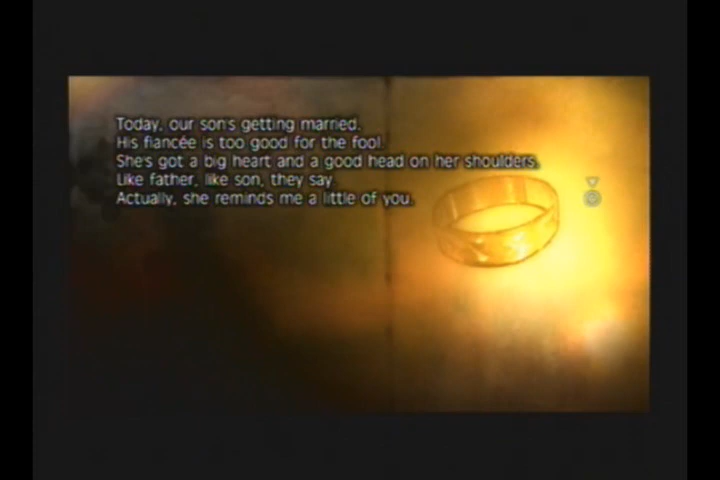 Today, our son's getting married.
His fiancée is too good for the fool.
She's got a big heart and a good head on her shoulders.
Like father, like son, they say.
Actually, she reminds me a little of you.